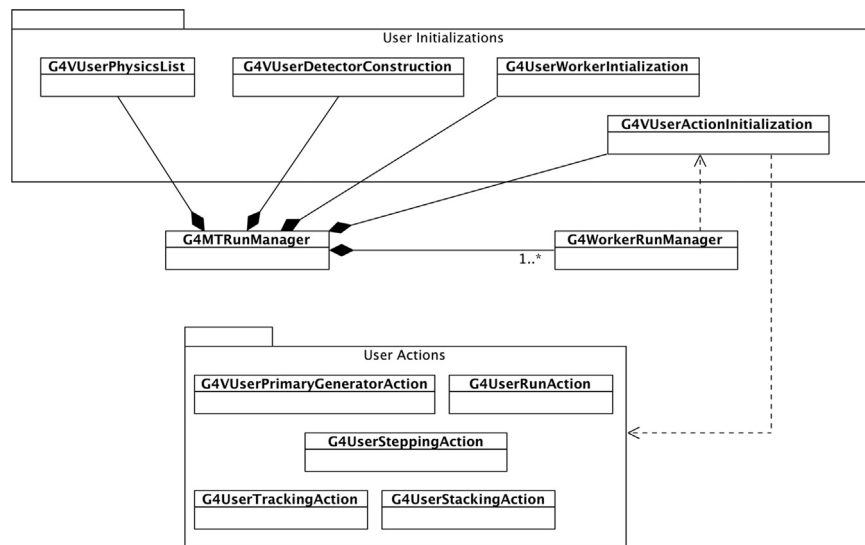 User Initializations
G4VUserPhysicsList
G4VUserDetectorConstruction
G4UserWorkerIntialization
G4VUserActionInitialization
G4MTRunManager
1..*
G4WorkerRunManager
User Actions
G4VUserPrimaryGeneratorAction
G4UserRunAction
G4UserSteppingAction
G4UserTrackingAction
G4UserStackingAction